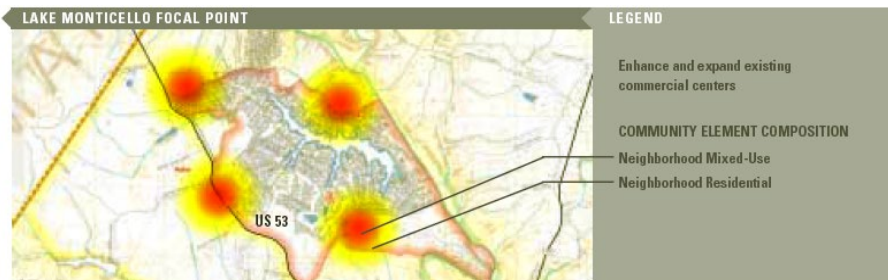 LAKE MONTICELLO FOCAL POINT
LEGEND
Enhance and expand existing
commercial centers
COMMUNITY ELEMENT COMPOSITION
Neighborhood Mixed-Use
Neighborhood Residential
US 53